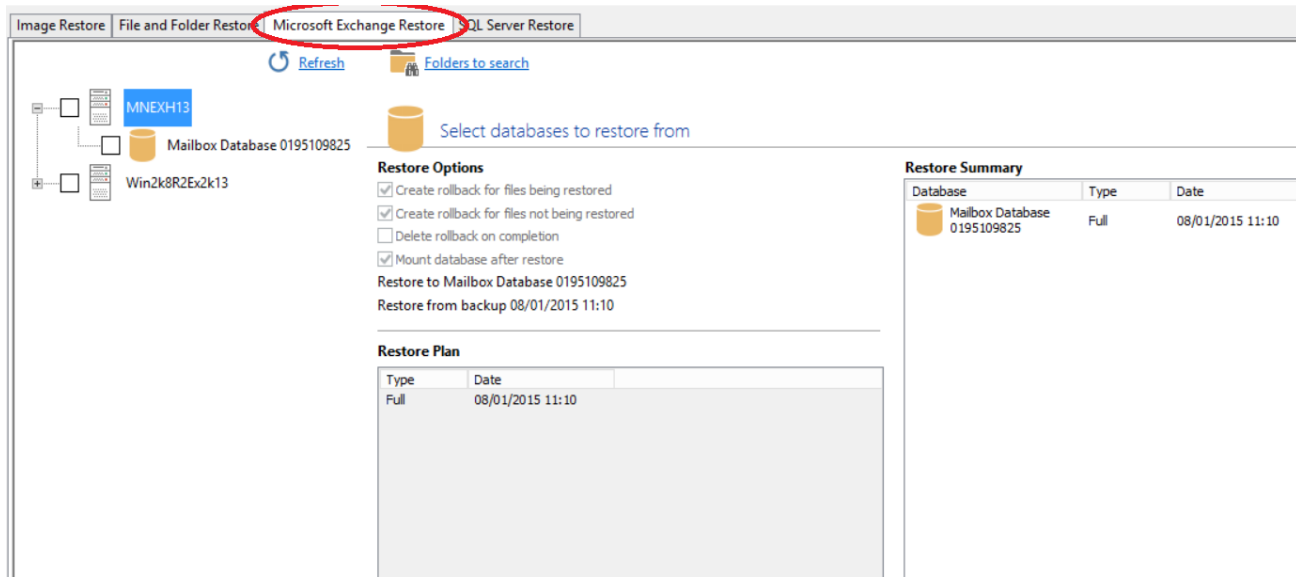 Image Restore File and Folder Restore Microsoft Exchange Restore SQL Server Restore
Refresh Folders to search
MNEXH13
Mailbox Database 0195109825
Win2k8R2Ex2k13
Select databases to restore from
Restore Options
Create rollback for files being restored
Create rollback for files not being restored
Delete rollback on completion
Mount database after restore
Restore to Mailbox Database 0195109825
Restore from backup 08/01/2015 11:10
Restore Plan
Type Date
Full 08/01/2015 11:10
Restore Summary
Database Type Date
Mailbox Database
0195109825 Full 08/01/2015 11:10